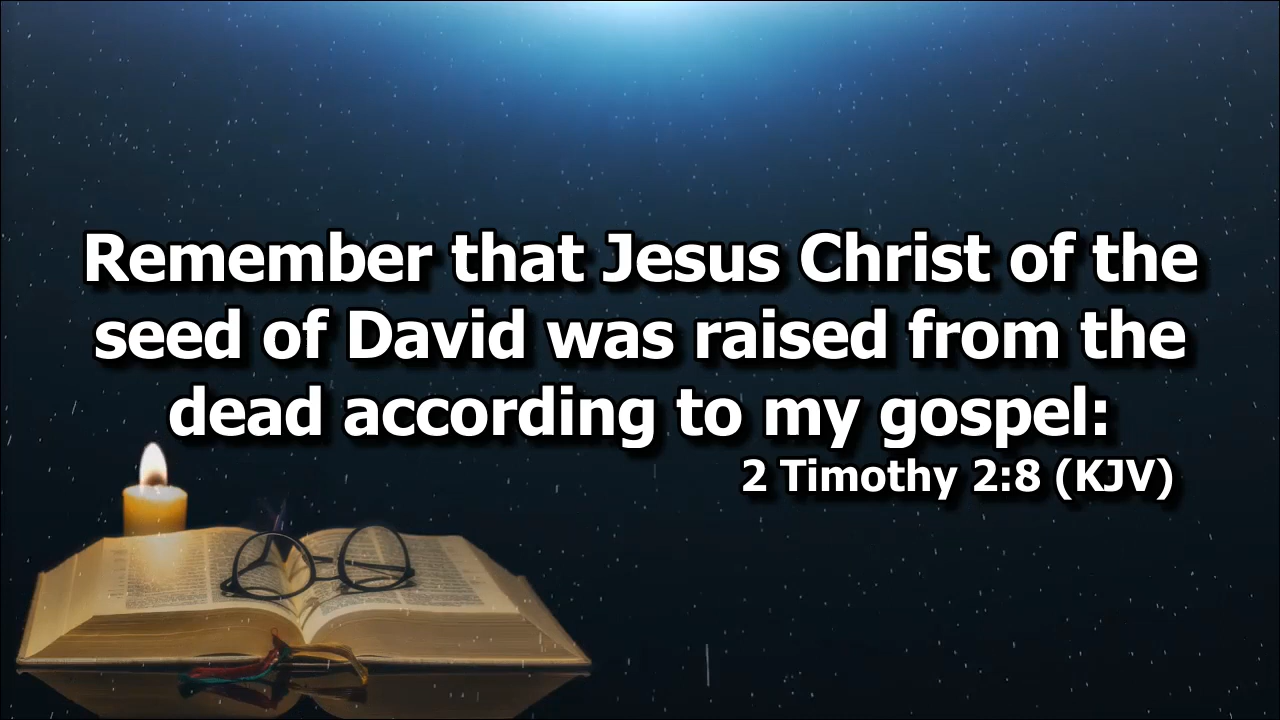 Remember that Jesus Christ of the
seed of David was raised from the
dead according to my gospel:
2 Timothy 2:8 (KJV)